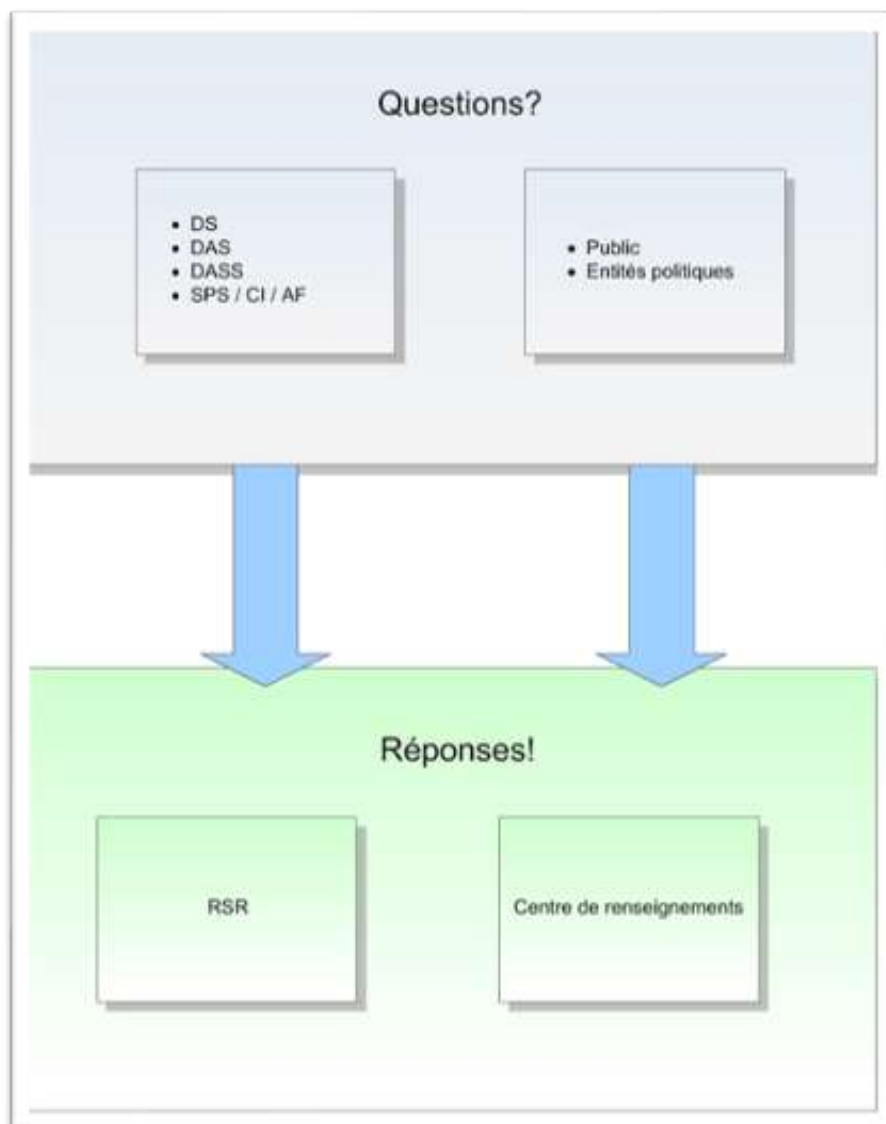 Questions?
• DS
• DAS
• DASS
• SPS / CI / AF
• Public
• Entités politiques
Réponses!
RSR
Centre de renseignements